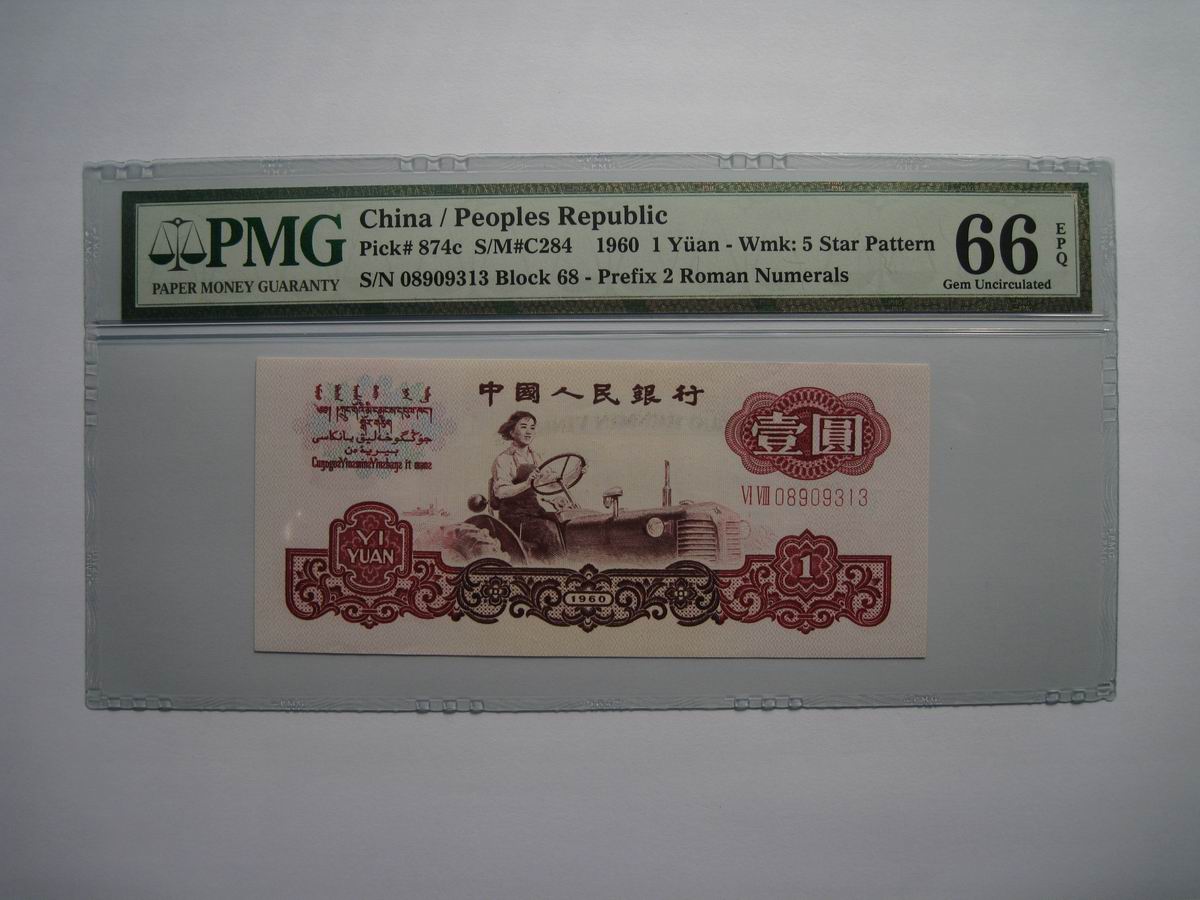 PMG
PAPER MONEY GUARANTY
China / Peoples Republic
Pick# 874c S/M#C284 1960 1 Yüan - Wmk: 5 Star Pattern
S/N 08909313 Block 68 - Prefix 2 Roman Numerals
66
EPQ
Gem Uncirculated
中國人民銀行
壹圓
VI VIII 08909313
YI
YUAN
1960
1